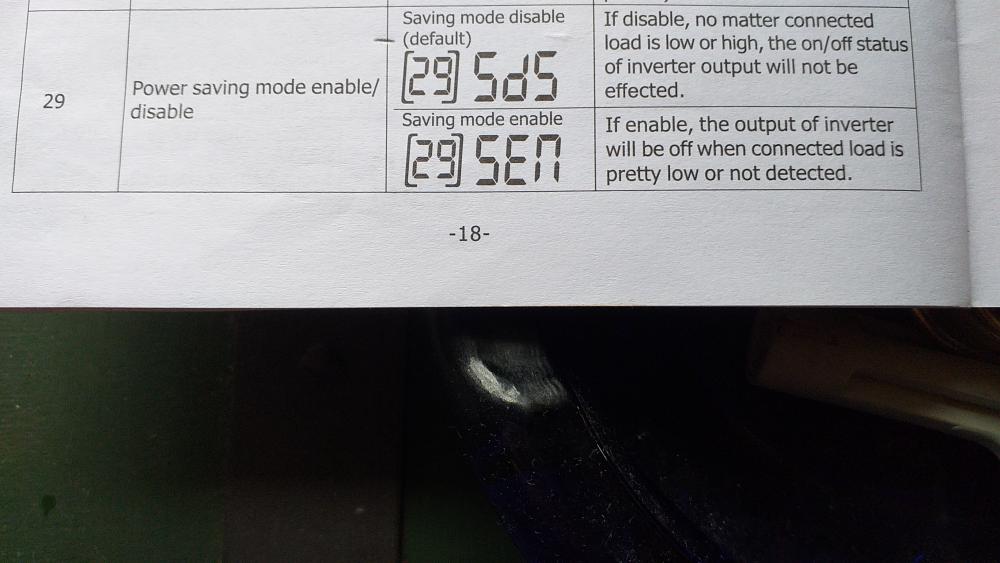 29
Power saving mode enable/
disable
Saving mode disable
(default)
[29] SdS
If disable, no matter connected
load is low or high, the on/off status
of inverter output will not be
effected.
Saving mode enable
[29] SEN
If enable, the output of inverter
will be off when connected load is
pretty low or not detected.
-18-